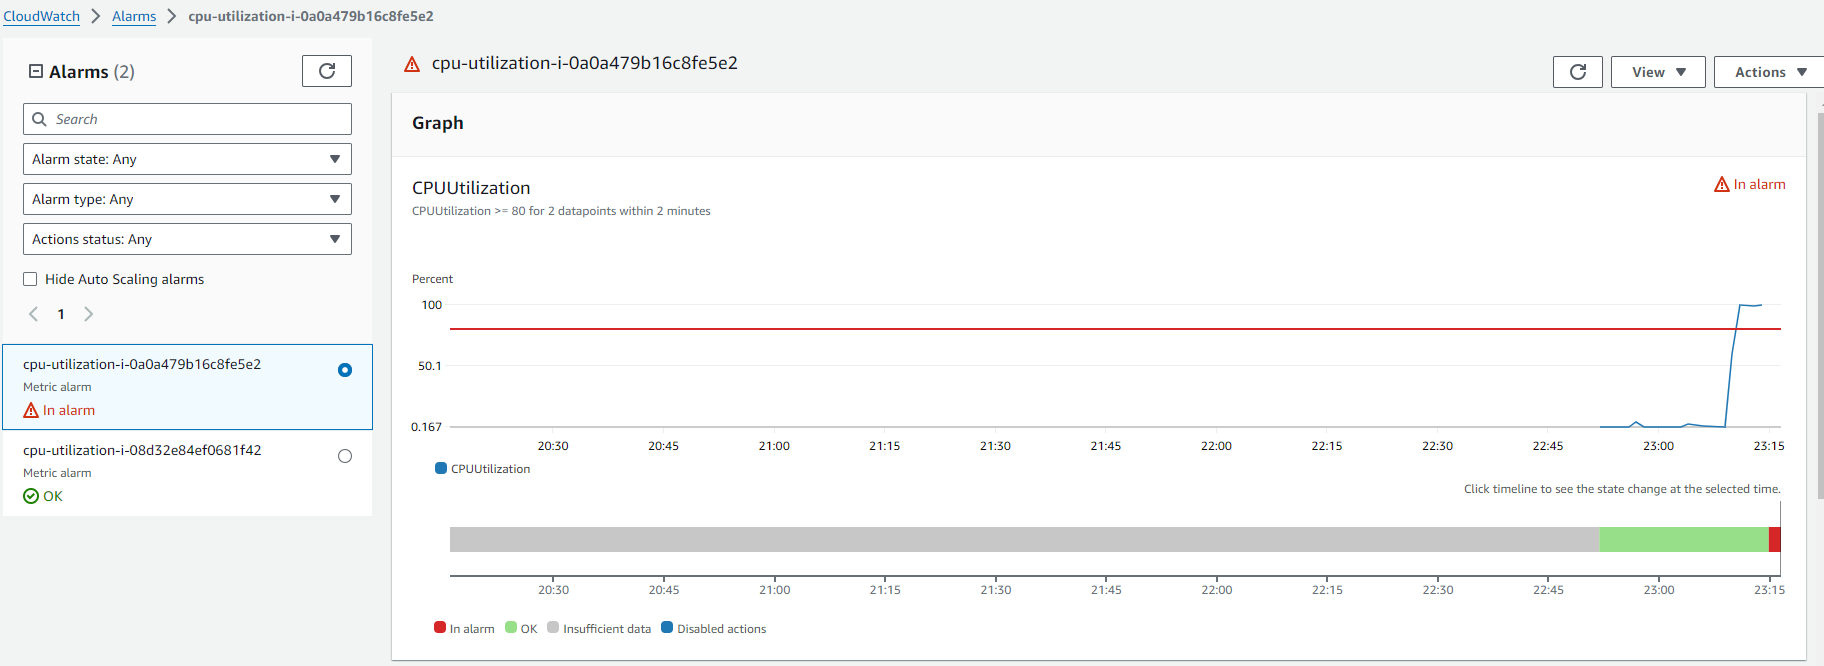 CloudWatch > Alarms > cpu-utilization-i-0a0a479b16c8fe5e2
Alarms (2)
Search
Alarm state: Any
Alarm type: Any
Actions status: Any
Hide Auto Scaling alarms
1
cpu-utilization-i-0a0a479b16c8fe5e2
Metric alarm
In alarm
cpu-utilization-i-08d32e84ef0681f42
Metric alarm
OK
cpu-utilization-i-0a0a479b16c8fe5e2
View
Actions
Graph
CPUUtilization
In alarm
CPUUtilization >= 80 for 2 datapoints within 2 minutes
Percent
100
50.1
0.167
20:30 20:45 21:00 21:15 21:30 21:45 22:00 22:15 22:30 22:45 23:00 23:15
CPUUtilization
Click timeline to see the state change at the selected time.
20:30 20:45 21:00 21:15 21:30 21:45 22:00 22:15 22:30 22:45 23:00 23:15
In alarm OK Insufficient data Disabled actions